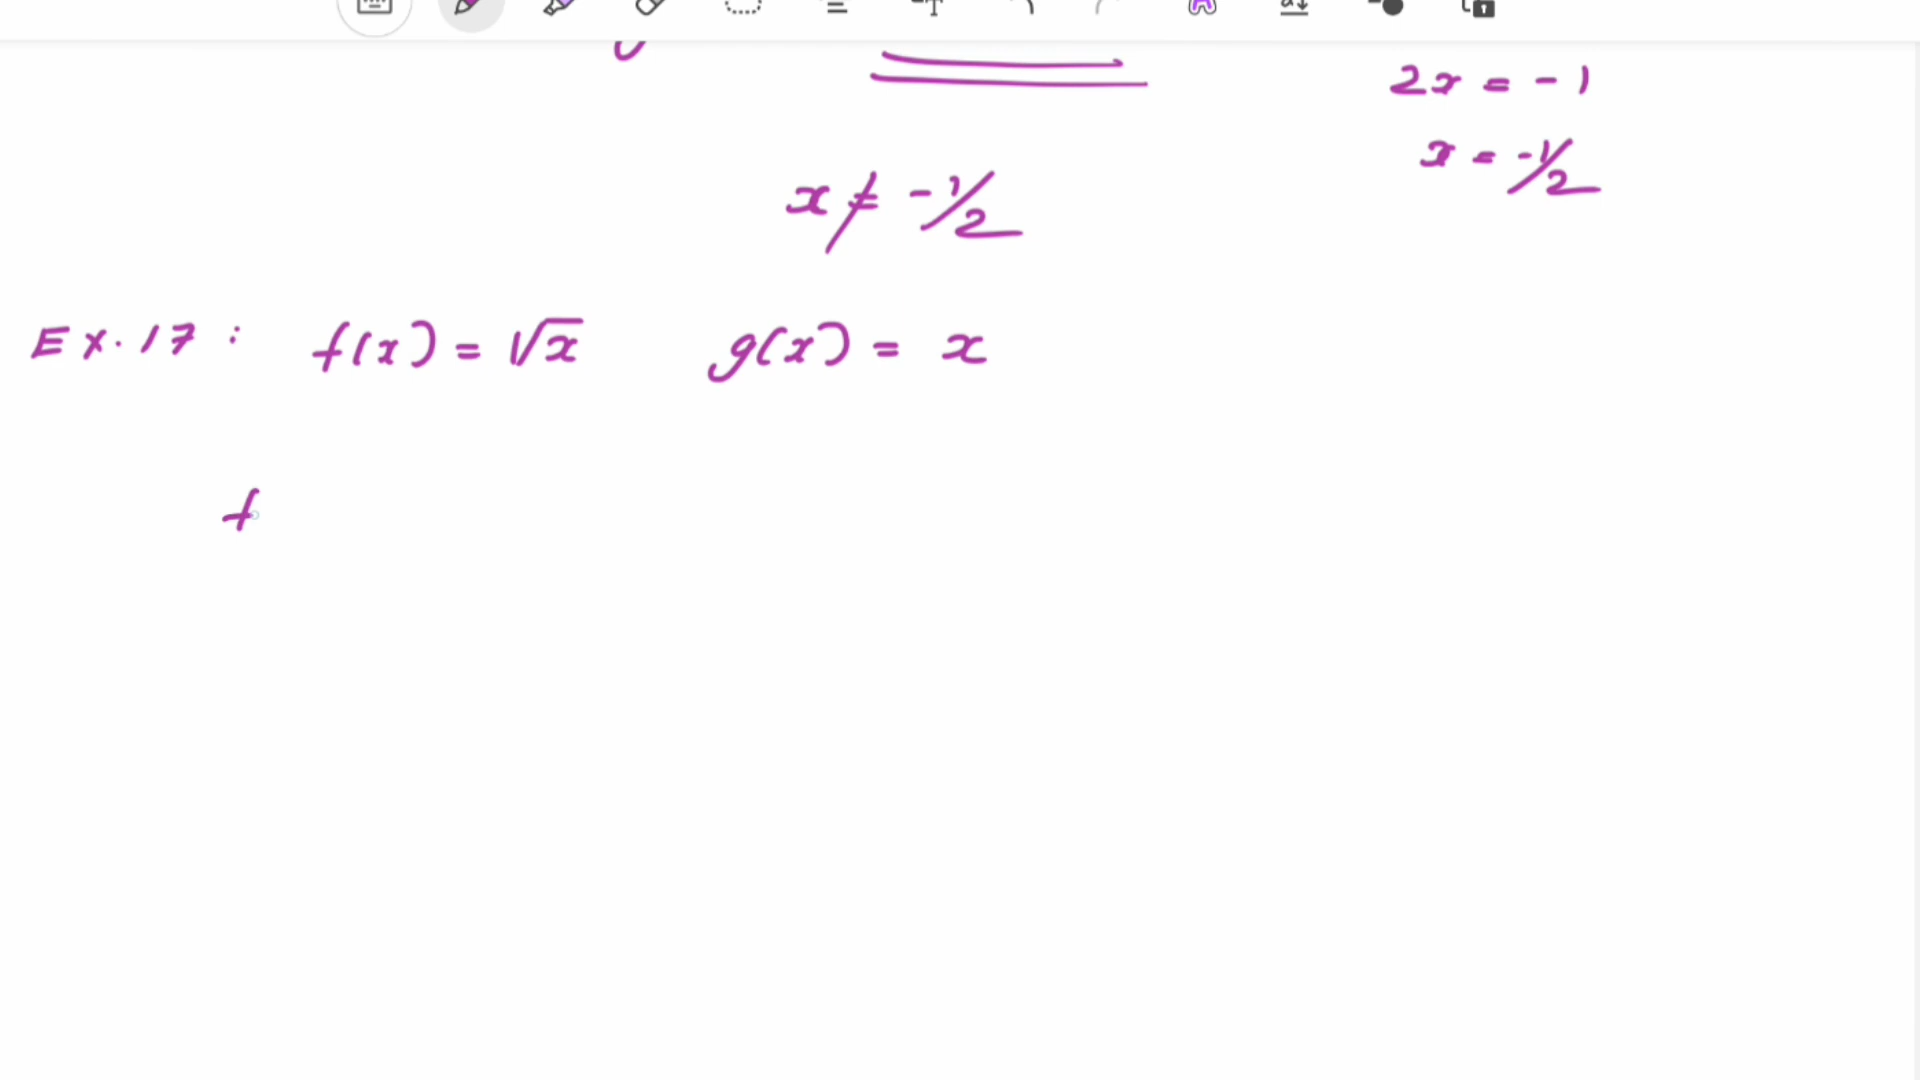 2x = - 1
x = -1/2
x ≠ - 1/2
Ex. 17 : f(x) = √x g(x) = x
f